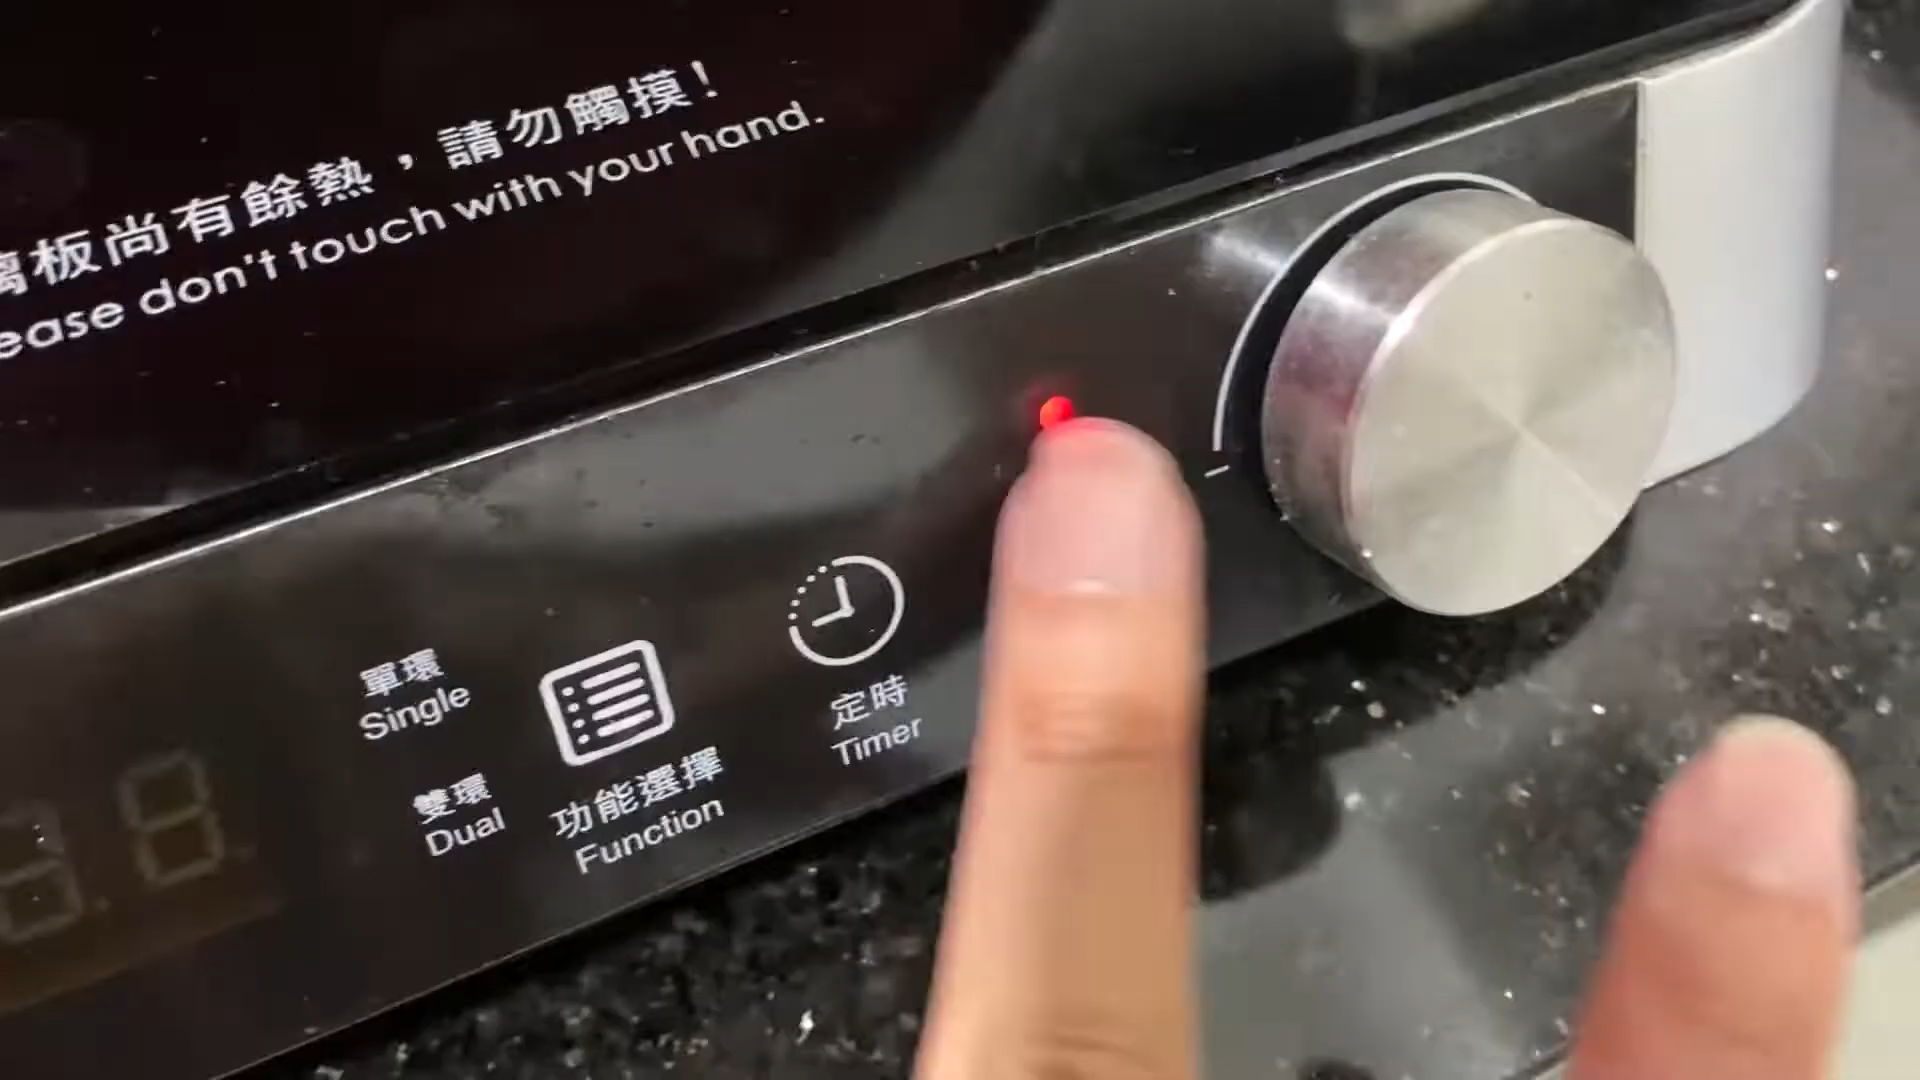 板尚有餘熱，請勿觸摸！
don't touch with your hand.
單環
Single
雙環
Dual
功能選擇
Function
定時
Timer